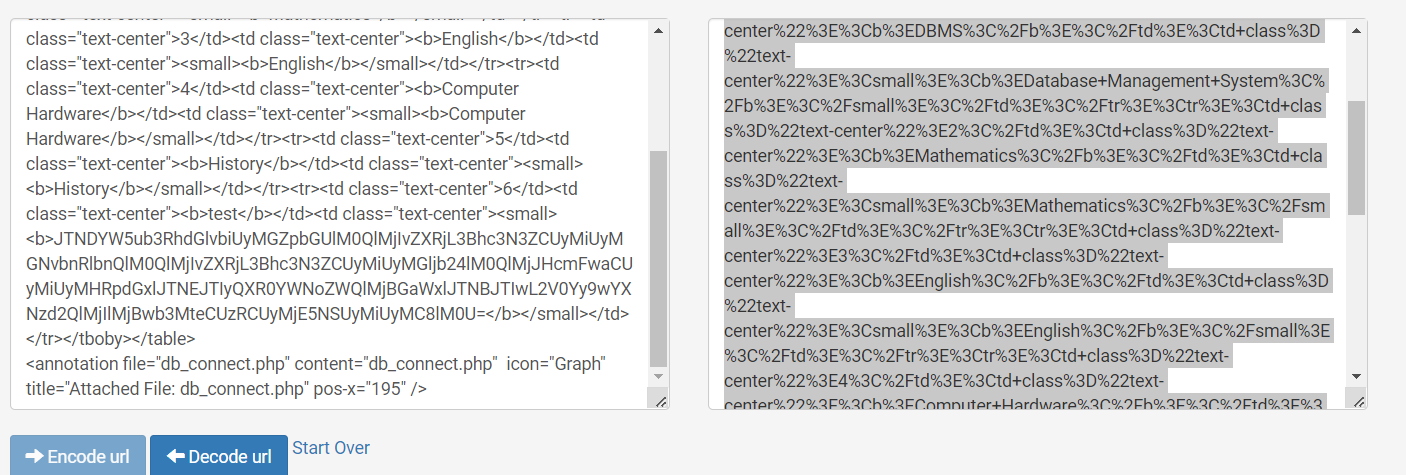 class="text-center">3</td><td class="text-center"><b>English</b></td><td
class="text-center"><small><b>English</b></small></td></tr><tr><td
class="text-center">4</td><td class="text-center"><b>Computer
Hardware</b></td><td class="text-center"><small><b>Computer
Hardware</b></small></td></tr><tr><td class="text-center">5</td><td
class="text-center"><b>History</b></td><td class="text-center"><small>
<b>History</b></small></td></tr><tr><td class="text-center">6</td><td
class="text-center"><b>test</b></td><td class="text-center"><small>
<b>JTNDYW5ub3RhdGlvbiUyMGZpbGUlM0QlMjIvZXRjL3Bhc3N3ZCUyMiUyM
GNvbnRlbnQlM0QlMjIvZXRjL3Bhc3N3ZCUyMiUyMGljb24lM0QlMjJHcmFwaCU
yMiUyMHRpdGxlJTNEJTIyQXR0YWNoZWQlMjBGaWxlJTNBJTIwL2V0Yy9wYX
Nzd2QlMjIlMjBwb3MteCUzRCUyMjE5NSUyMiUyMC8lM0U=</b></small></td>
</tr></tboby></table>
<annotation file="db_connect.php" content="db_connect.php"  icon="Graph"
title="Attached File: db_connect.php" pos-x="195" />
center%22%3E%3Cb%3EDBMS%3C%2Fb%3E%3C%2Ftd%3E%3Ctd+class%3D
%22text-
center%22%3E%3Csmall%3E%3Cb%3EDatabase+Management+System%3C%
2Fb%3E%3C%2Fsmall%3E%3C%2Ftd%3E%3C%2Ftr%3E%3Ctr%3E%3Ctd+clas
s%3D%22text-center%22%3E2%3C%2Ftd%3E%3Ctd+class%3D%22text-
center%22%3E%3Cb%3EMathematics%3C%2Fb%3E%3C%2Ftd%3E%3Ctd+cla
ss%3D%22text-
center%22%3E%3Csmall%3E%3Cb%3EMathematics%3C%2Fb%3E%3C%2Fsm
all%3E%3C%2Ftd%3E%3C%2Ftr%3E%3Ctr%3E%3Ctd+class%3D%22text-
center%22%3E3%3C%2Ftd%3E%3Ctd+class%3D%22text-
center%22%3E%3Cb%3EEnglish%3C%2Fb%3E%3C%2Ftd%3E%3Ctd+class%3D
%22text-
center%22%3E%3Csmall%3E%3Cb%3EEnglish%3C%2Fb%3E%3C%2Fsmall%3E
%3C%2Ftd%3E%3C%2Ftr%3E%3Ctr%3E%3Ctd+class%3D%22text-
center%22%3E4%3C%2Ftd%3E%3Ctd+class%3D%22text-
center%22%3E%3Cb%3EComputer+Hardware%3C%2Fb%3E%3C%2Ftd%3E%3
Encode url
Decode url
Start Over